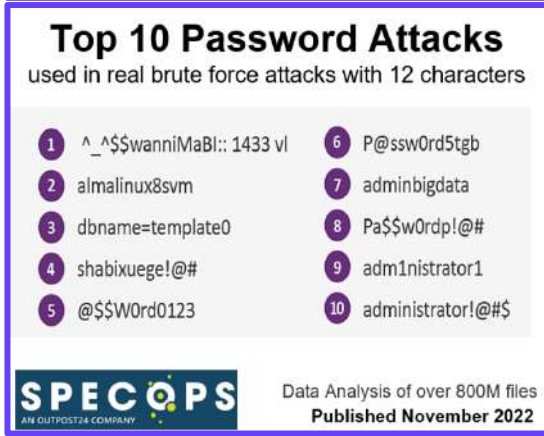 Top 10 Password Attacks
used in real brute force attacks with 12 characters
1 ^_^$$wanniMaBI:: 1433 vl
2 almalinux8svm
3 dbname=template0
4 shabixuege!@#
5 @$$W0rd0123
6 P@ssw0rd5tgb
7 adminbigdata
8 Pa$$w0rdp!@#
9 adm1nistrator1
10 administrator!@#$
SPECOPS
AN OUTPOST24 COMPANY
Data Analysis of over 800M files
Published November 2022